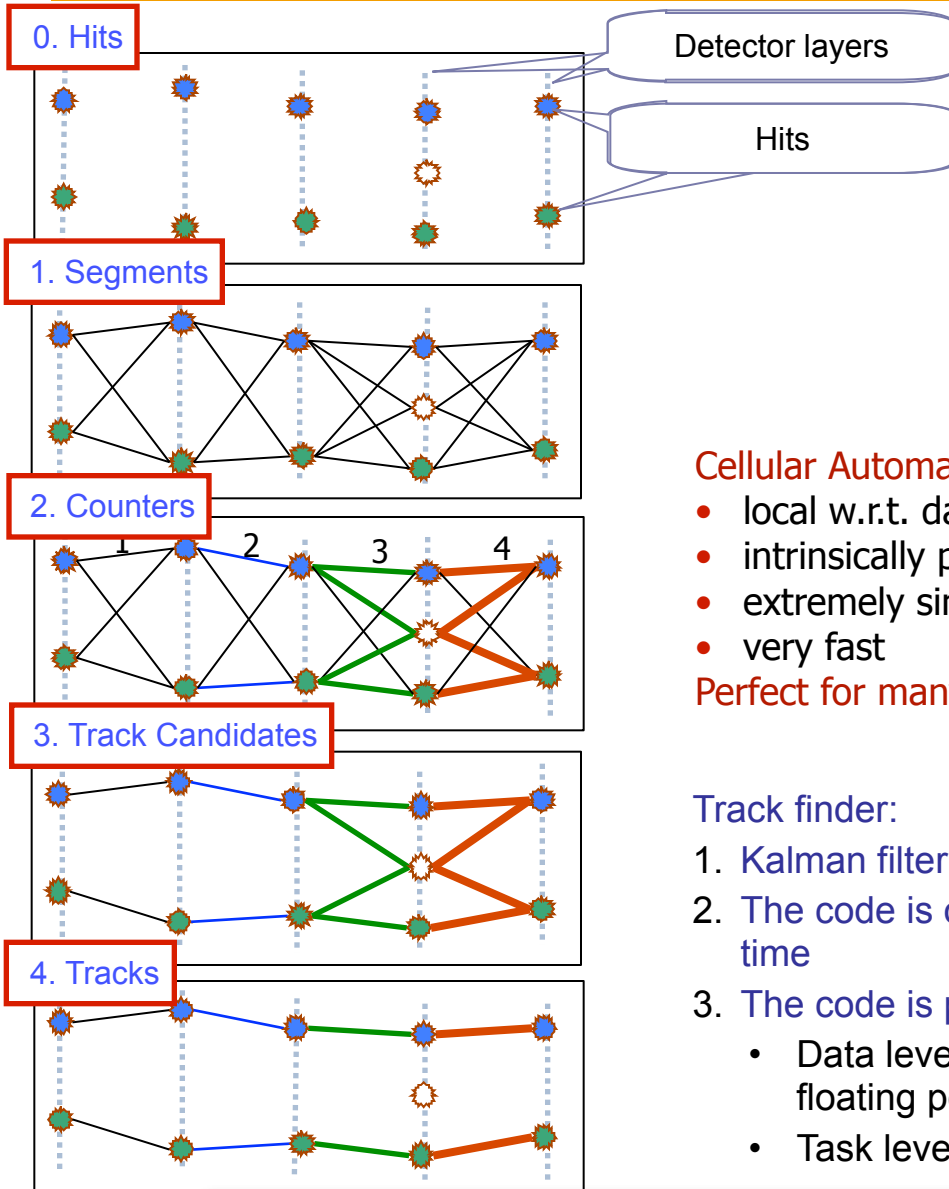 0. Hits
Detector layers
Hits
1. Segments
2. Counters
1 2 3 4
3. Track Candidates
4. Tracks
Cellular Automa
• local w.r.t. da
• intrinsically p
• extremely sin
• very fast
Perfect for man
Track finder:
1. Kalman filter
2. The code is o
time
3. The code is p
• Data leve
floating po
• Task leve